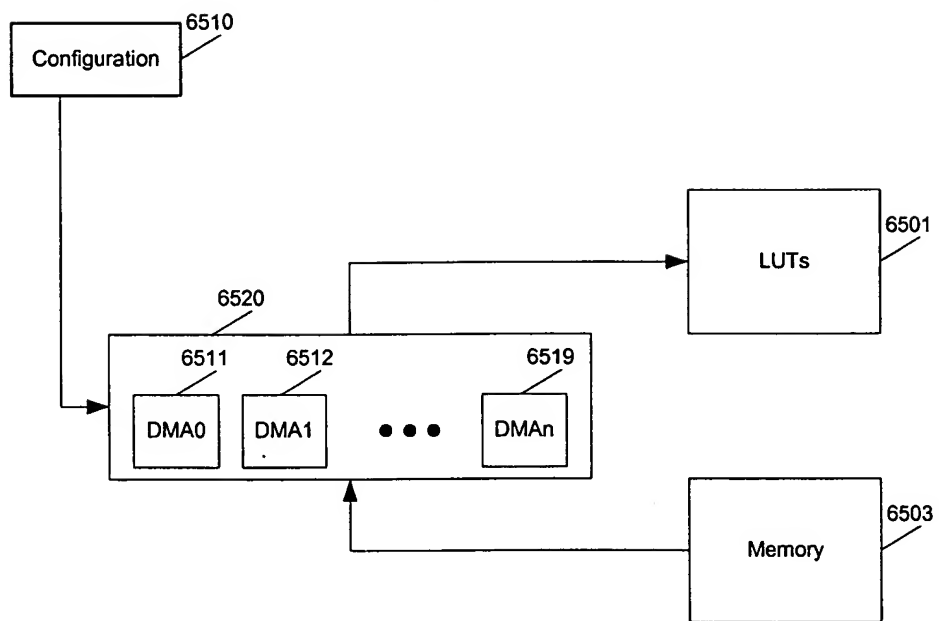 6510
Configuration
6501
LUTs
6520
6511
6512
6519
DMA0
DMA1
DMAn
6503
Memory